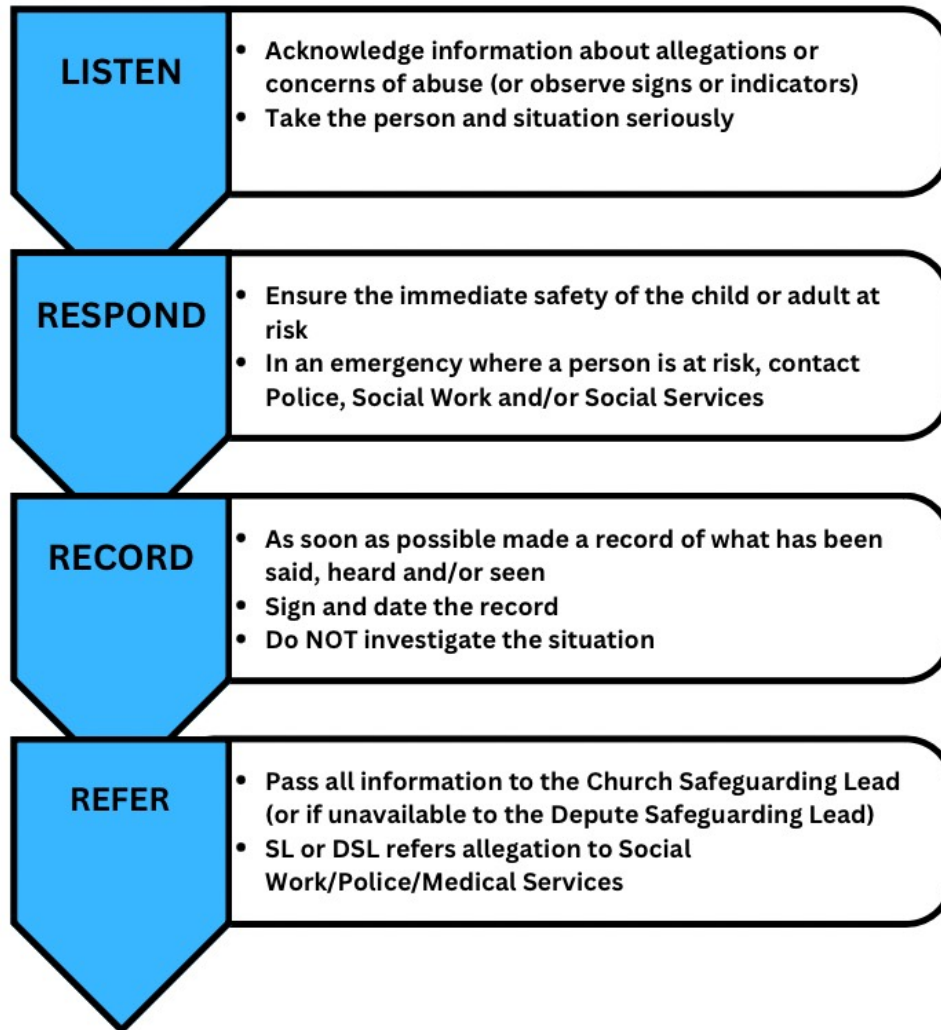 LISTEN
• Acknowledge information about allegations or
concerns of abuse (or observe signs or indicators)
• Take the person and situation seriously
RESPOND
• Ensure the immediate safety of the child or adult at
risk
• In an emergency where a person is at risk, contact
Police, Social Work and/or Social Services
RECORD
• As soon as possible made a record of what has been
said, heard and/or seen
• Sign and date the record
• Do NOT investigate the situation
REFER
• Pass all information to the Church Safeguarding Lead
(or if unavailable to the Depute Safeguarding Lead)
• SL or DSL refers allegation to Social
Work/Police/Medical Services